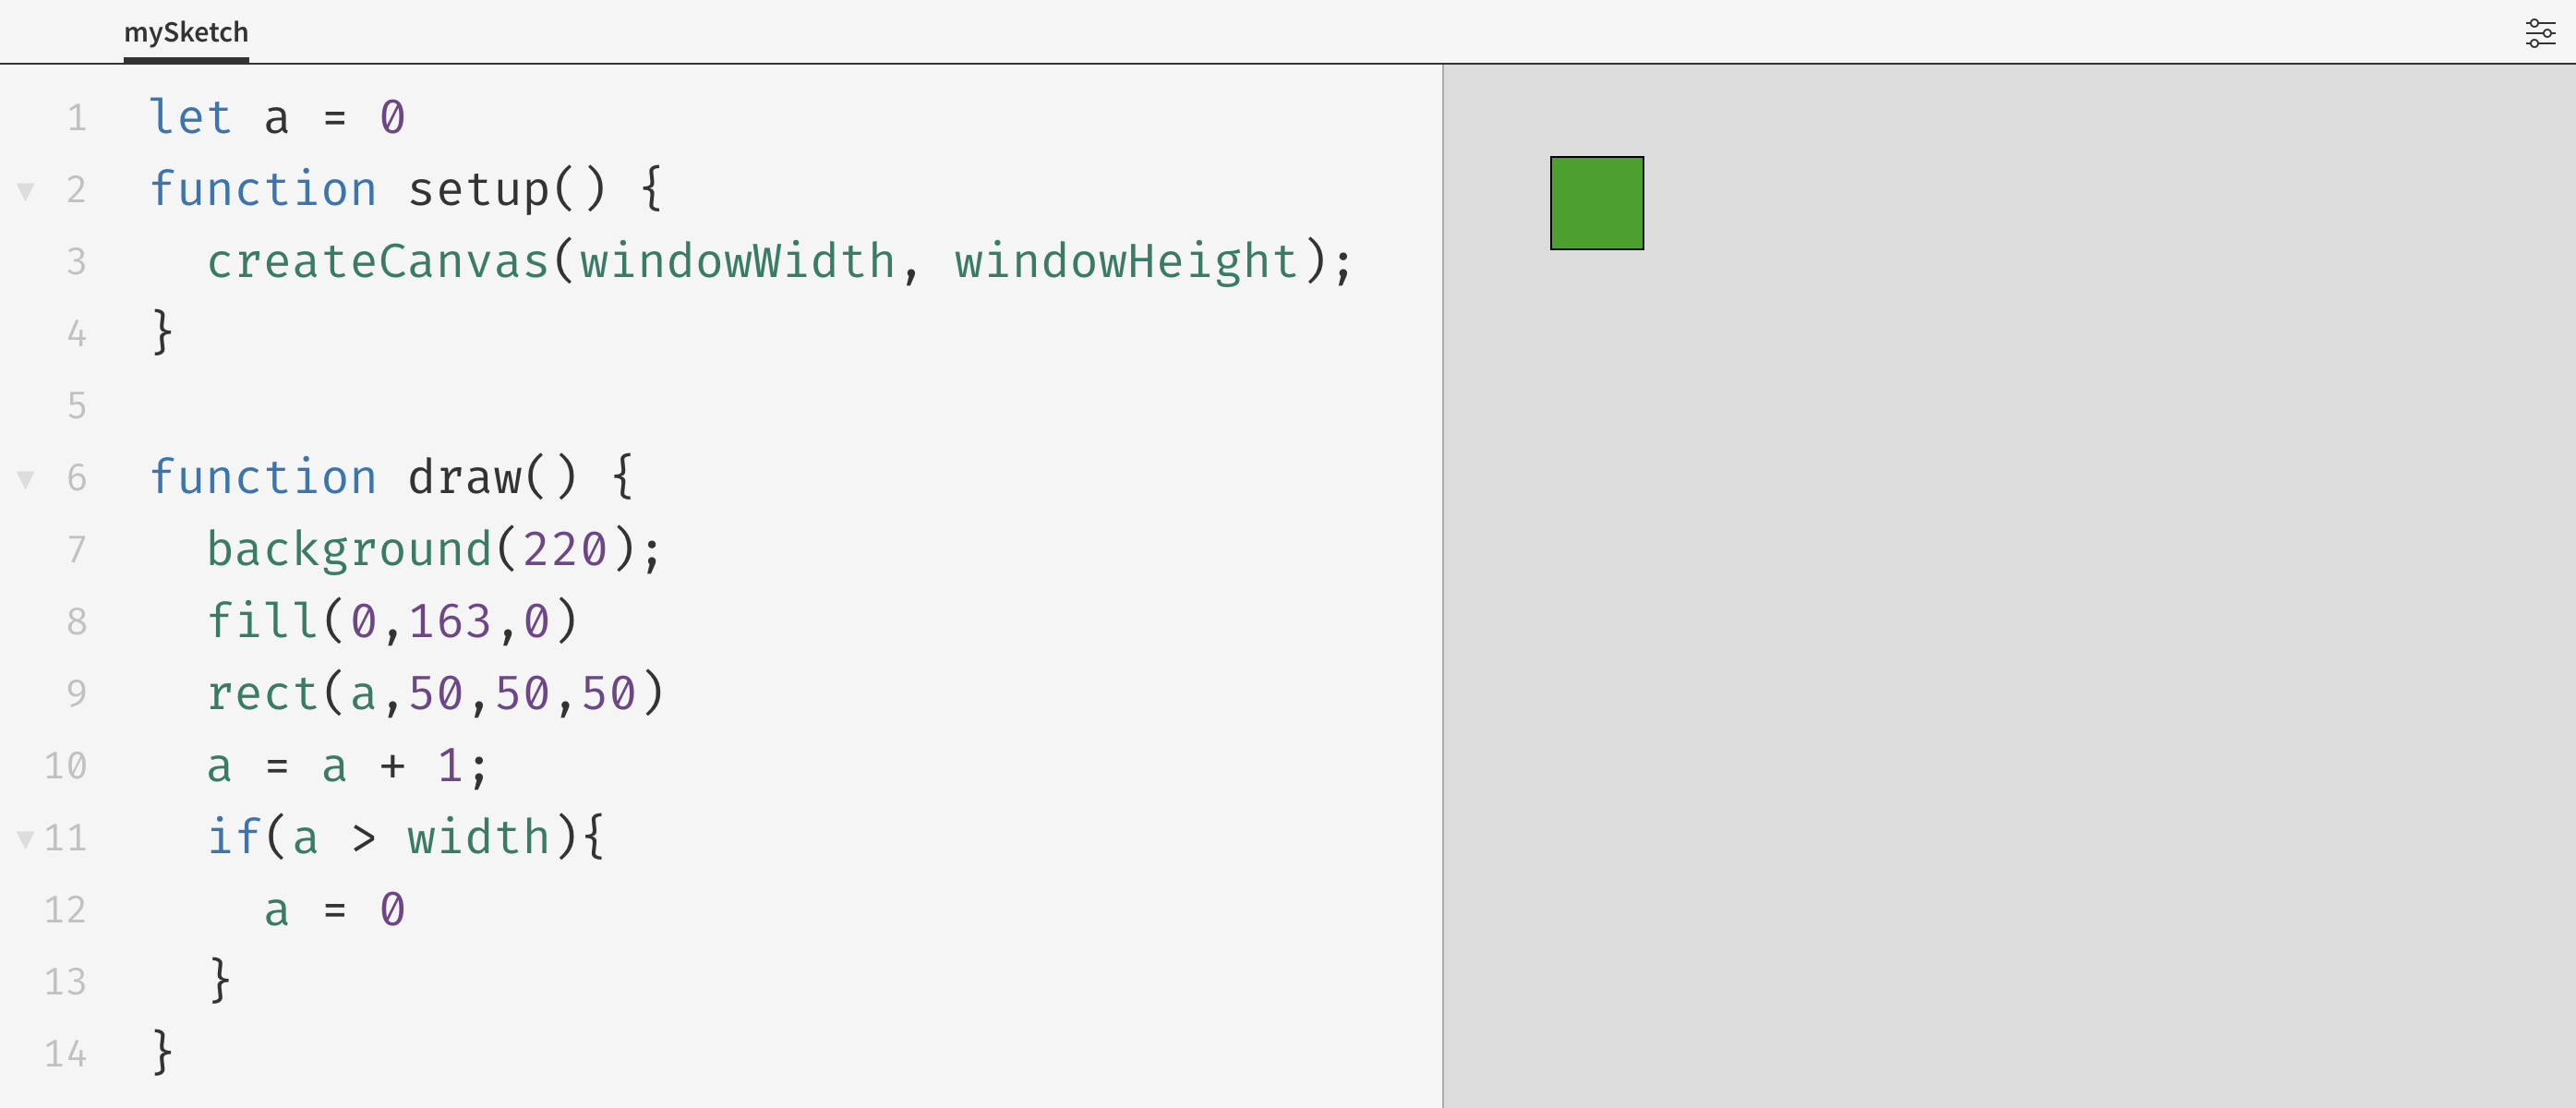 mySketch
1 let a = 0
2 function setup() {
3 createCanvas(windowWidth, windowHeight);
4 }
5
6 function draw() {
7 background(220);
8 fill(0,163,0)
9 rect(a,50,50,50)
10 a = a + 1;
11 if(a > width){
12 a = 0
13 }
14 }